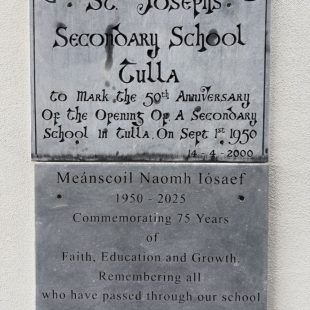 St. Josephs
Secondary School
Tulla
to Mark the 50th Anniversary
Of the Opening Of A Secondary
School in Tulla On Sept 1st 1950
14-4-2000
Meánscoil Naomh Iósaef
1950 - 2025
Commemorating 75 Years
of
Faith, Education and Growth.
Remembering all
who have passed through our school